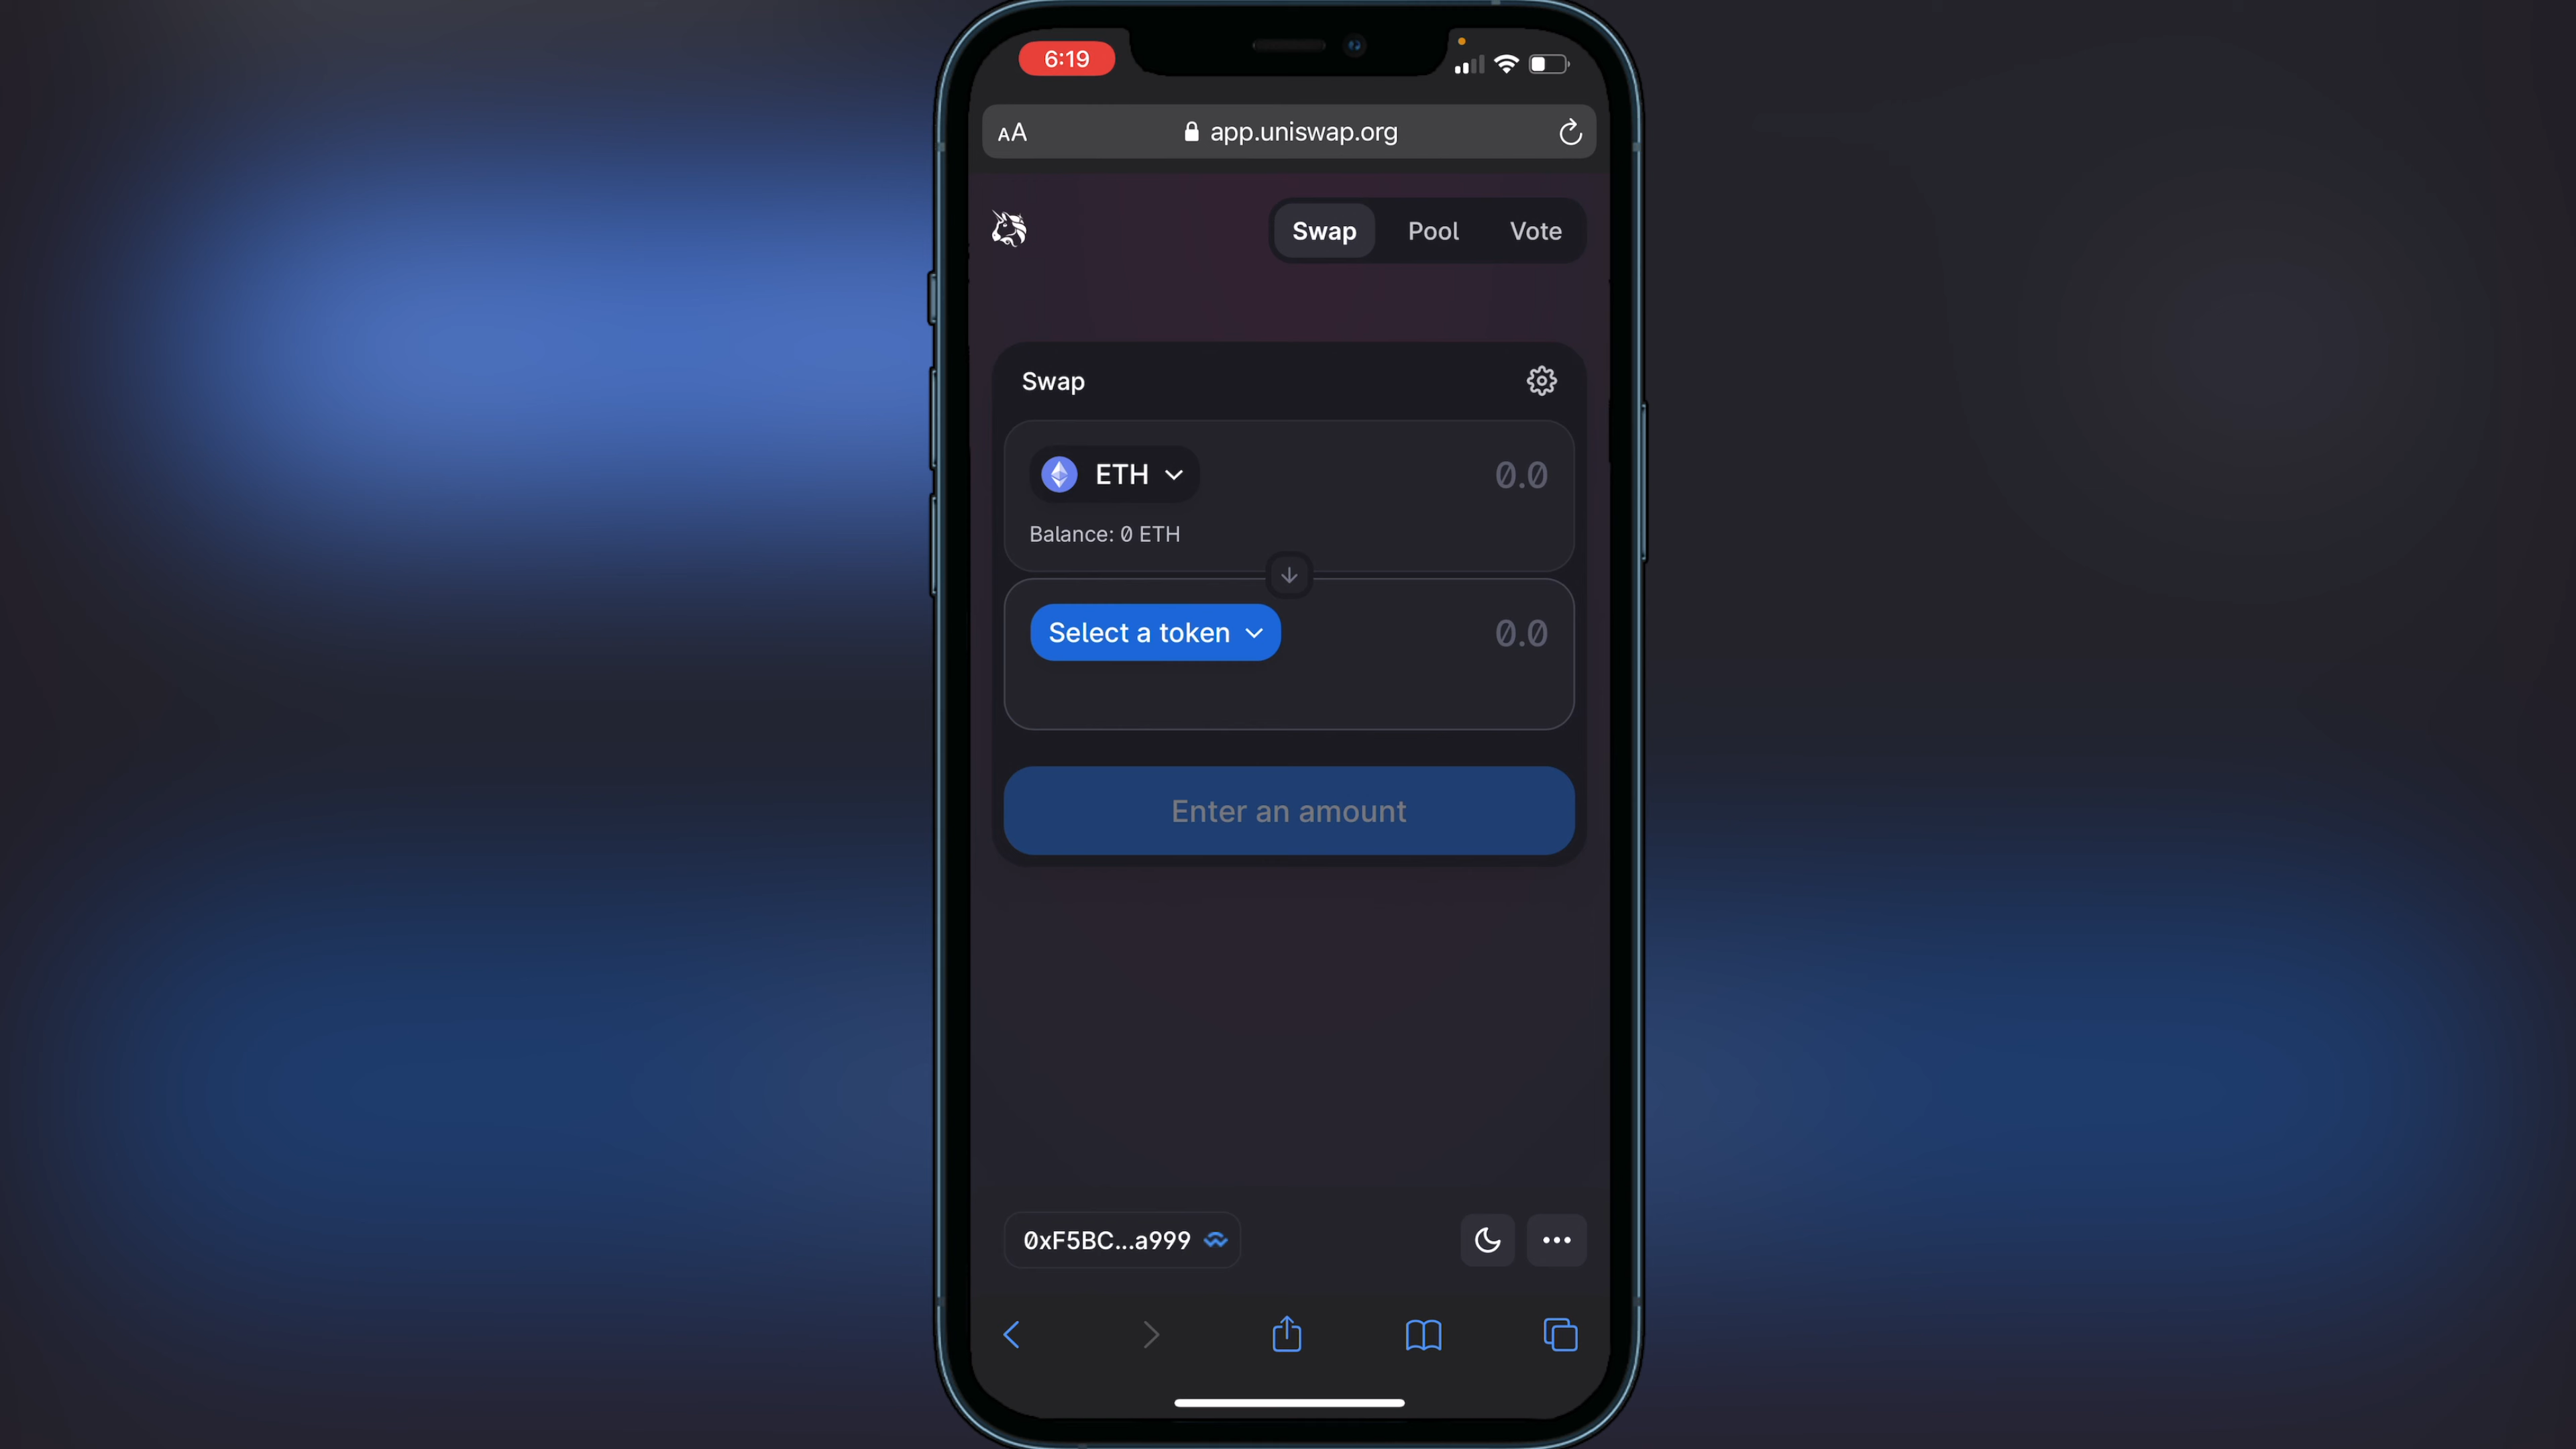 6:19
AA app.uniswap.org
Swap Pool Vote
Swap
ETH 0.0
Balance: 0 ETH
Select a token 0.0
Enter an amount
0xF5BC...a999